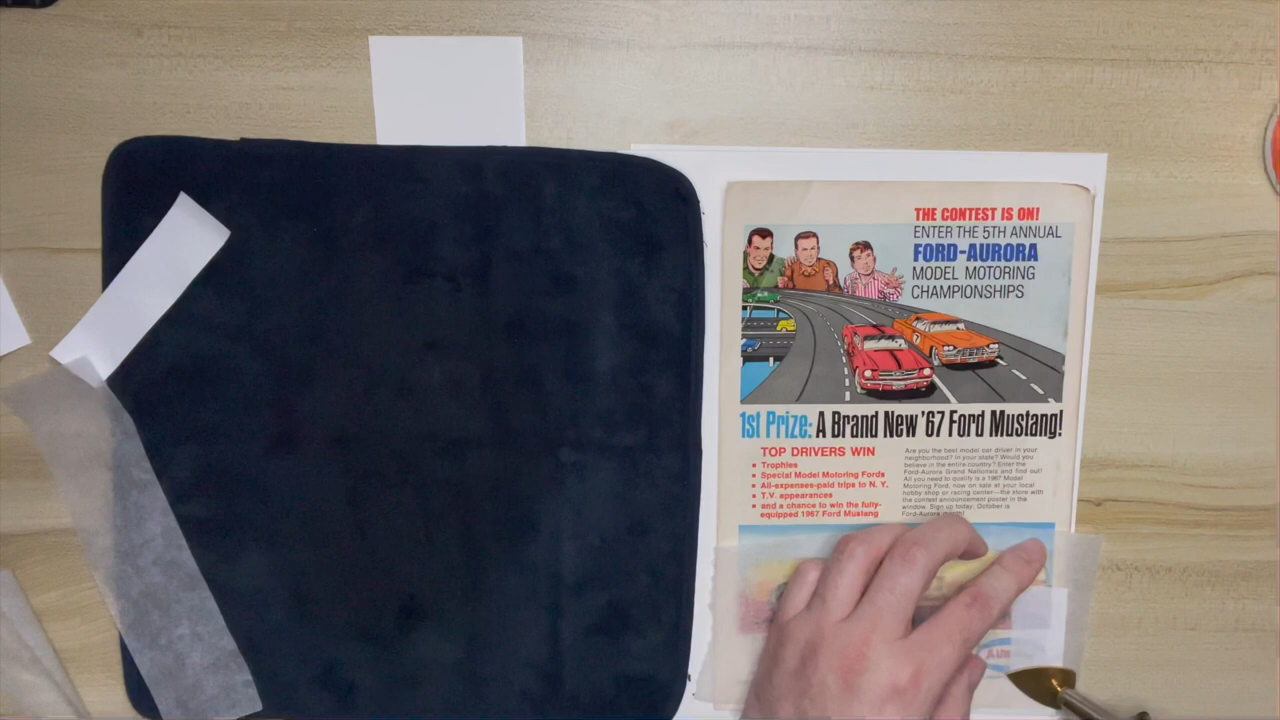 THE CONTEST IS ON!
ENTER THE 5TH ANNUAL
FORD-AURORA
MODEL MOTORING
CHAMPIONSHIPS
7
1st Prize: A Brand New '67 Ford Mustang!
TOP DRIVERS WIN
▪ Trophies
▪ Special Model Motoring Fords
▪ All-expenses-paid trips to N. Y.
▪ T.V. appearances
▪ and a chance to win the fully-
equipped 1967 Ford Mustang
Are you the best model car driver in your
neighborhood? In your state? Would you
believe in the entire country? Enter the
Ford-Aurora Grand Nationals and find out!
All you need to qualify is a 1967 Model
Motoring Ford, now on sale at your local
hobby shop or racing center—the store with
the contest announcement poster in the
window. Sign up today. October is
Ford-Aurora month!